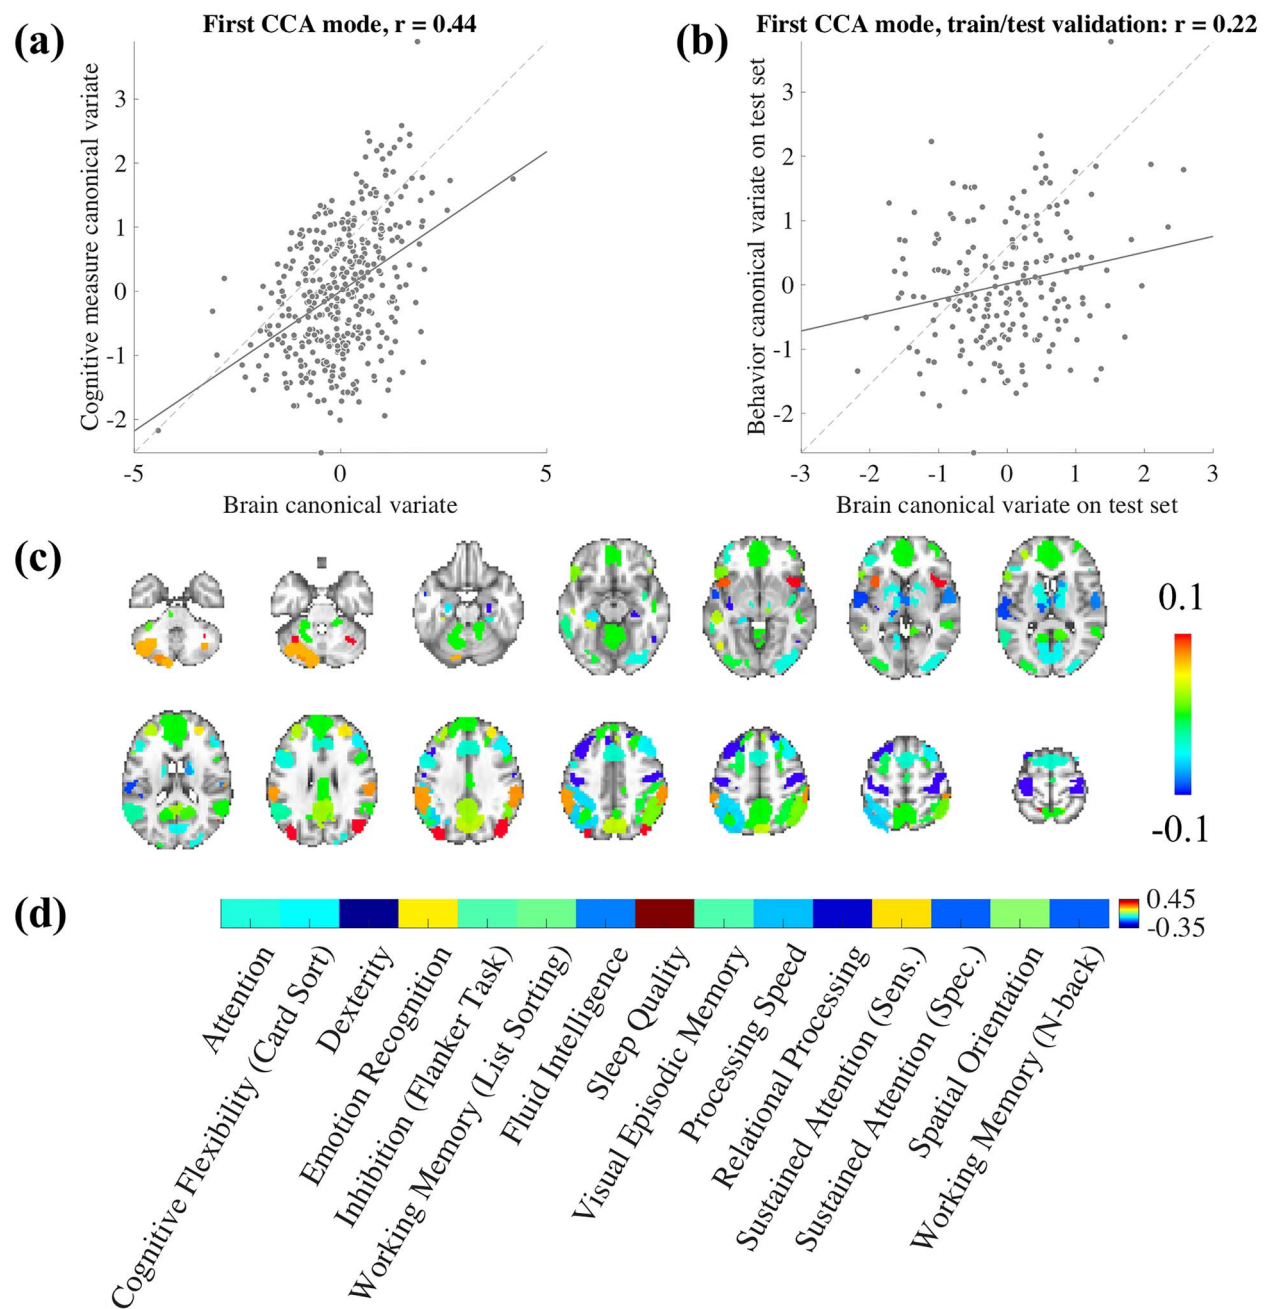 (a)
First CCA mode, r = 0.44
Cognitive measure canonical variate
3
2
1
0
-1
-2
-5
0
5
Brain canonical variate
(b)
First CCA mode, train/test validation: r = 0.22
Behavior canonical variate on test set
3
2
1
0
-1
-2
-3
-2
-1
0
1
2
3
Brain canonical variate on test set
(c)
0.1
-0.1
(d)
0.45
-0.35
Attention
Cognitive Flexibility (Card Sort)
Dexterity
Emotion Recognition
Inhibition (Flanker Task)
Working Memory (List Sorting)
Fluid Intelligence
Sleep Quality
Visual Episodic Memory
Processing Speed
Relational Processing
Sustained Attention (Sens.)
Sustained Attention (Spec.)
Spatial Orientation
Working Memory (N-back)